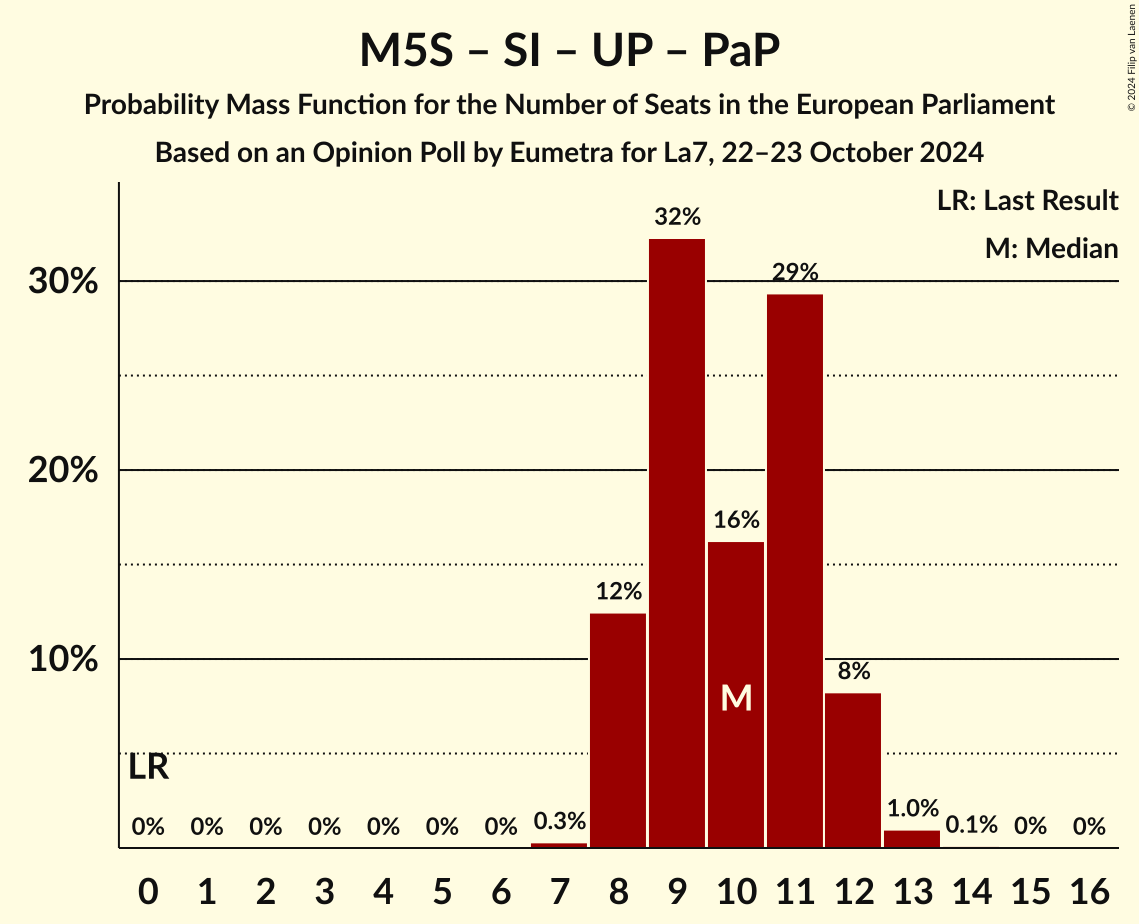 M5S – SI – UP – PaP
Probability Mass Function for the Number of Seats in the European Parliament
Based on an Opinion Poll by Eumetra for La7, 22–23 October 2024
© 2024 Filip van Laenen
LR: Last Result
M: Median
30%
20%
10%
32%
29%
16%
12%
8%
M
LR
0% 0% 0% 0% 0% 0% 0% 0.3% 1.0% 0.1% 0% 0%
0 1 2 3 4 5 6 7 8 9 10 11 12 13 14 15 16